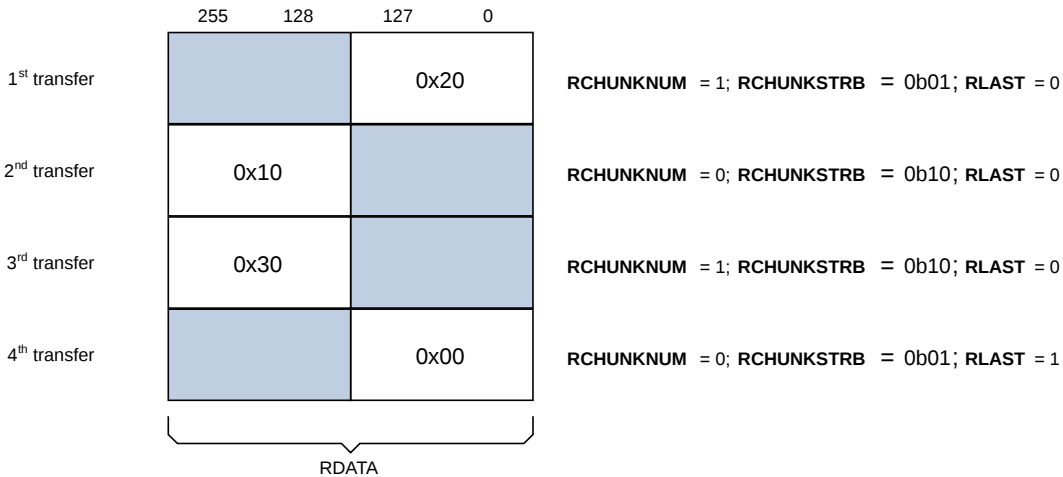 255 128 127 0
1st transfer 0x20 RCHUNKNUM = 1; RCHUNKSTRB = 0b01; RLAST = 0
2nd transfer 0x10 RCHUNKNUM = 0; RCHUNKSTRB = 0b10; RLAST = 0
3rd transfer 0x30 RCHUNKNUM = 1; RCHUNKSTRB = 0b10; RLAST = 0
4th transfer 0x00 RCHUNKNUM = 0; RCHUNKSTRB = 0b01; RLAST = 1
RDATA